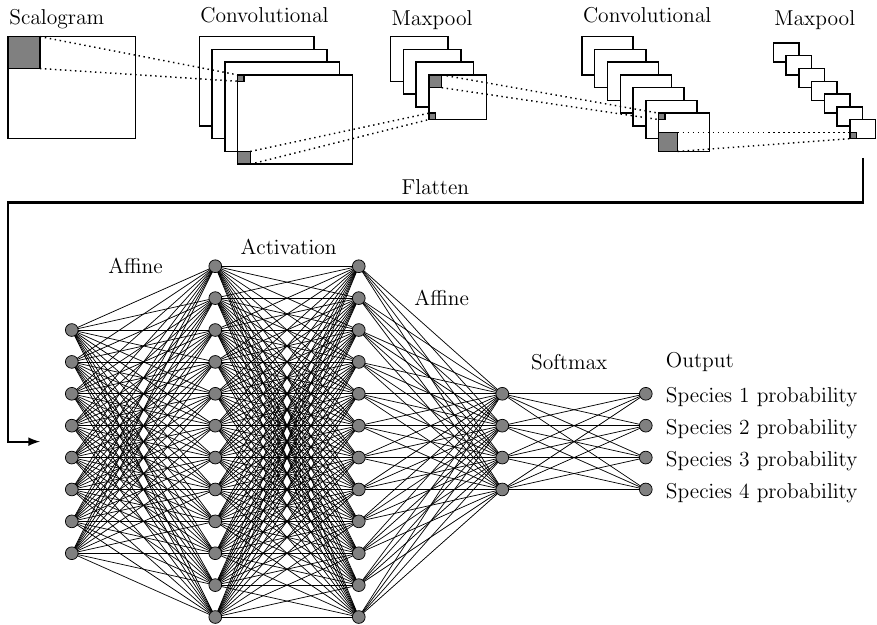 Scalogram
Convolutional
Maxpool
Convolutional
Maxpool
Flatten
Affine
Activation
Affine
Softmax
Output
Species 1 probability
Species 2 probability
Species 3 probability
Species 4 probability